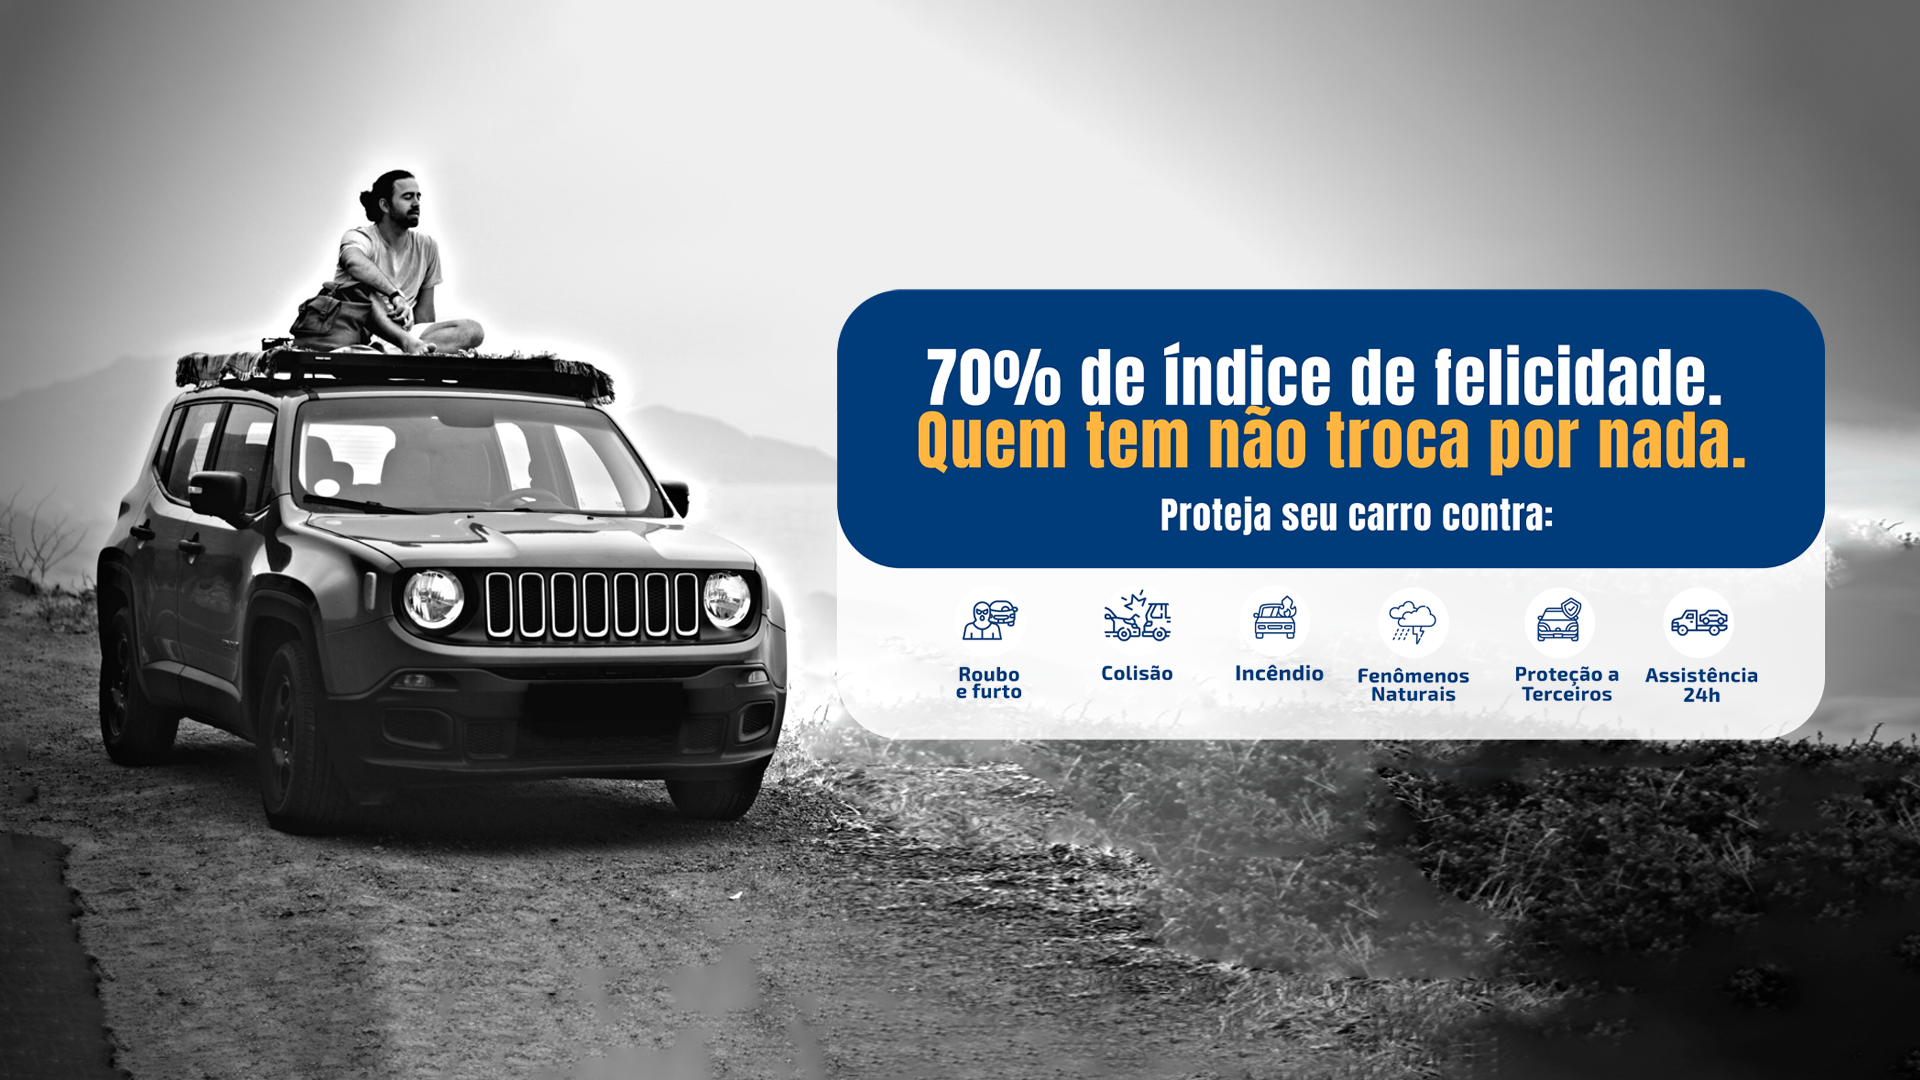 70% de índice de felicidade.
Quem tem não troca por nada.
Proteja seu carro contra:
Roubo
e furto
Colisão
Incêndio
Fenômenos
Naturais
Proteção a
Terceiros
Assistência
24h